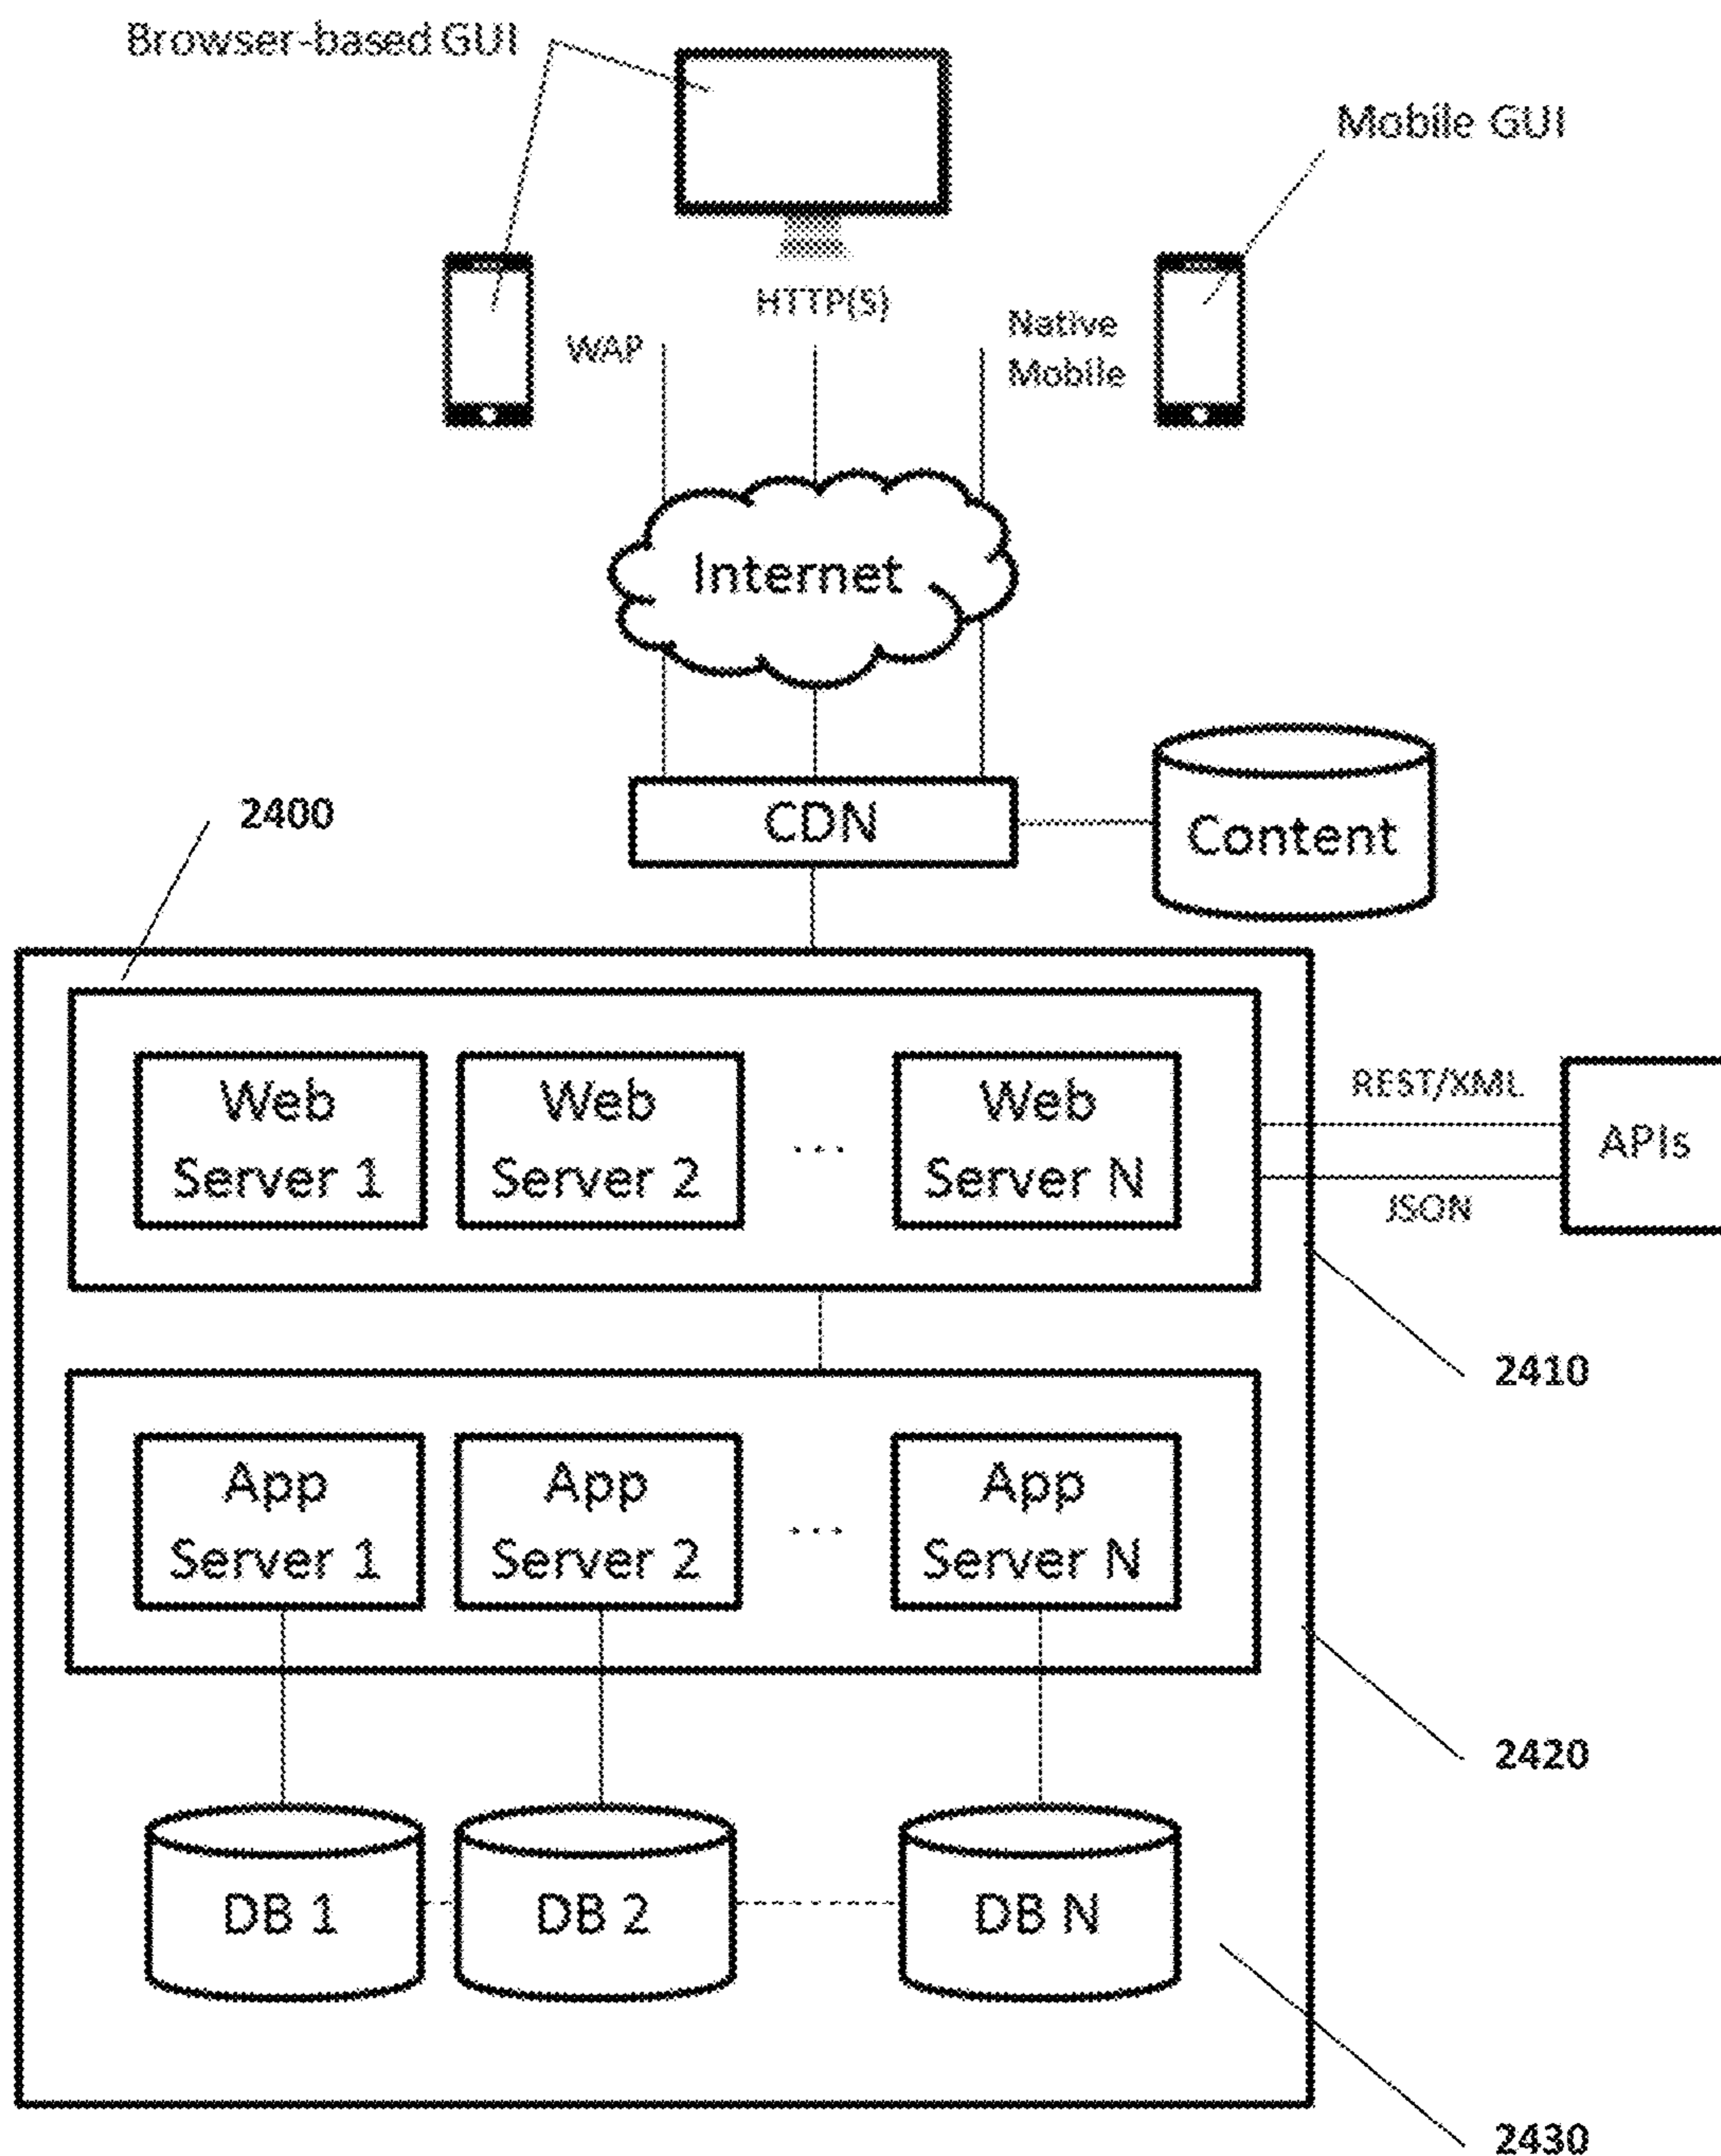 Browser-based GUI
Mobile GUI
HTTP(S)
WAP
Native
Mobile
Internet
CDN
Content
2400
Web
Server 1
Web
Server 2
...
Web
Server N
REST/XML
JSON
APIs
2410
App
Server 1
App
Server 2
...
App
Server N
2420
DB 1
DB 2
DB N
2430